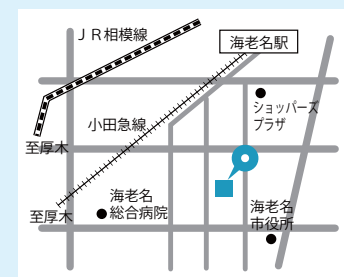 ＪＲ相模線
海老名駅
ショッパーズ
プラザ
小田急線
至厚木
至厚木
海老名
総合病院
海老名
市役所